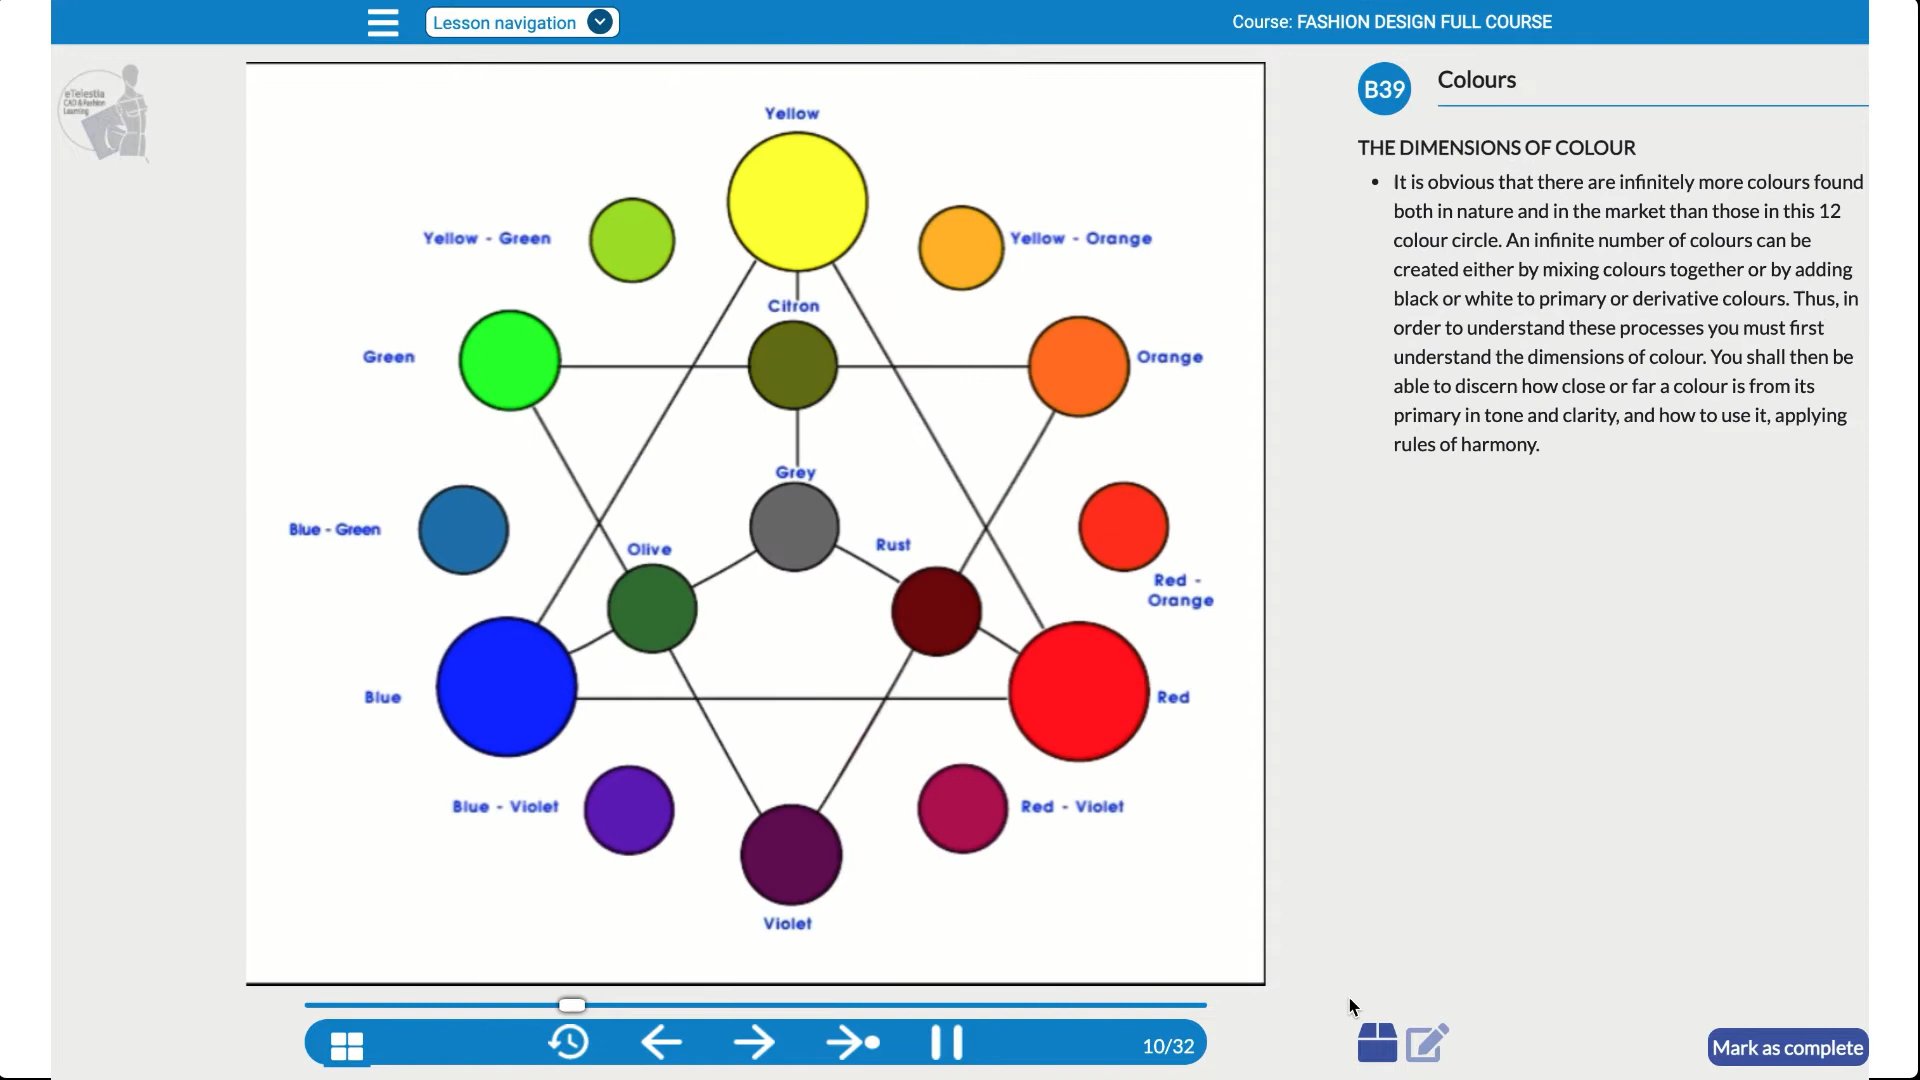 Lesson navigation
Course: FASHION DESIGN FULL COURSE
eTelestia
CAD & Fashion
Learning
Yellow
Yellow - Green
Yellow - Orange
Citron
Green
Orange
Grey
Blue - Green
Olive
Rust
Red -
Orange
Blue
Red
Blue - Violet
Red - Violet
Violet
B39
Colours
THE DIMENSIONS OF COLOUR
• It is obvious that there are infinitely more colours found
both in nature and in the market than those in this 12
colour circle. An infinite number of colours can be
created either by mixing colours together or by adding
black or white to primary or derivative colours. Thus, in
order to understand these processes you must first
understand the dimensions of colour. You shall then be
able to discern how close or far a colour is from its
primary in tone and clarity, and how to use it, applying
rules of harmony.
10/32
Mark as complete